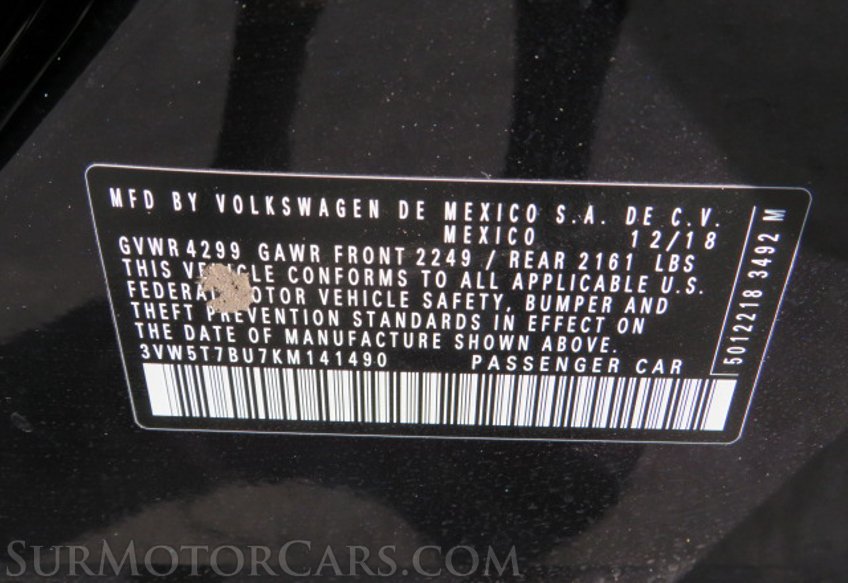 MFD BY VOLKSWAGEN DE MEXICO S.A. DE C.V.
MEXICO 12/18
GVWR 4299 GAWR FRONT 2249 / REAR 2161 LBS
THIS VEHICLE CONFORMS TO ALL APPLICABLE U.S.
FEDERAL MOTOR VEHICLE SAFETY, BUMPER AND
THEFT PREVENTION STANDARDS IN EFFECT ON
THE DATE OF MANUFACTURE SHOWN ABOVE.
3VW5T7BU7KM141490 PASSENGER CAR
5012218 3492 M
SURMOTORCARS.COM